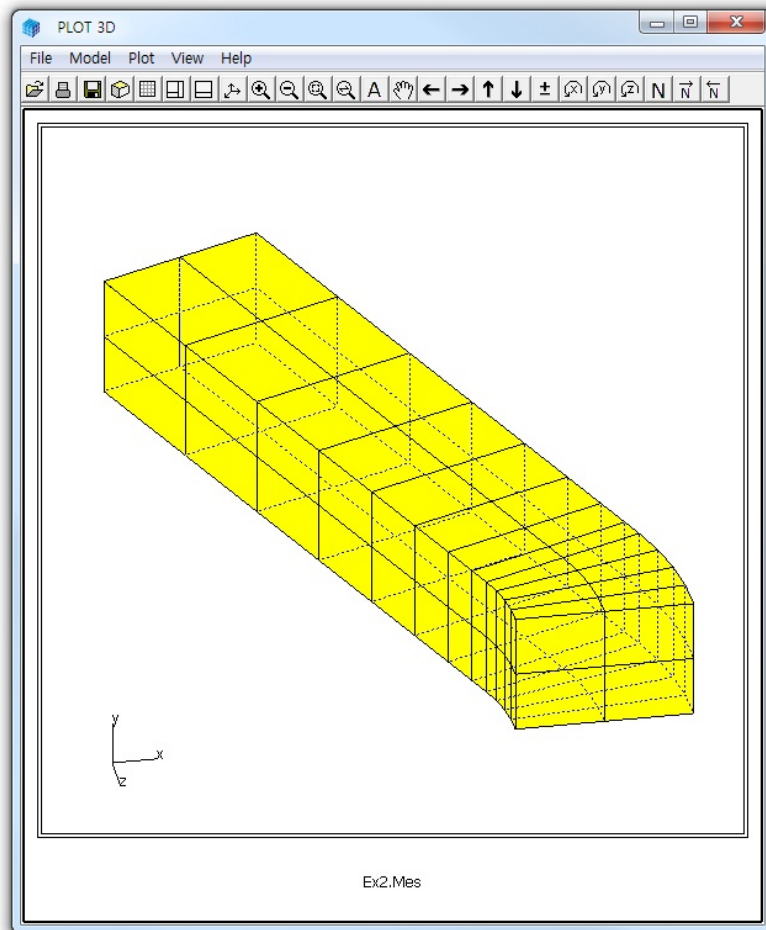 PLOT 3D
File Model Plot View Help
A ± x y z N N N
y
x
z
Ex2.Mes